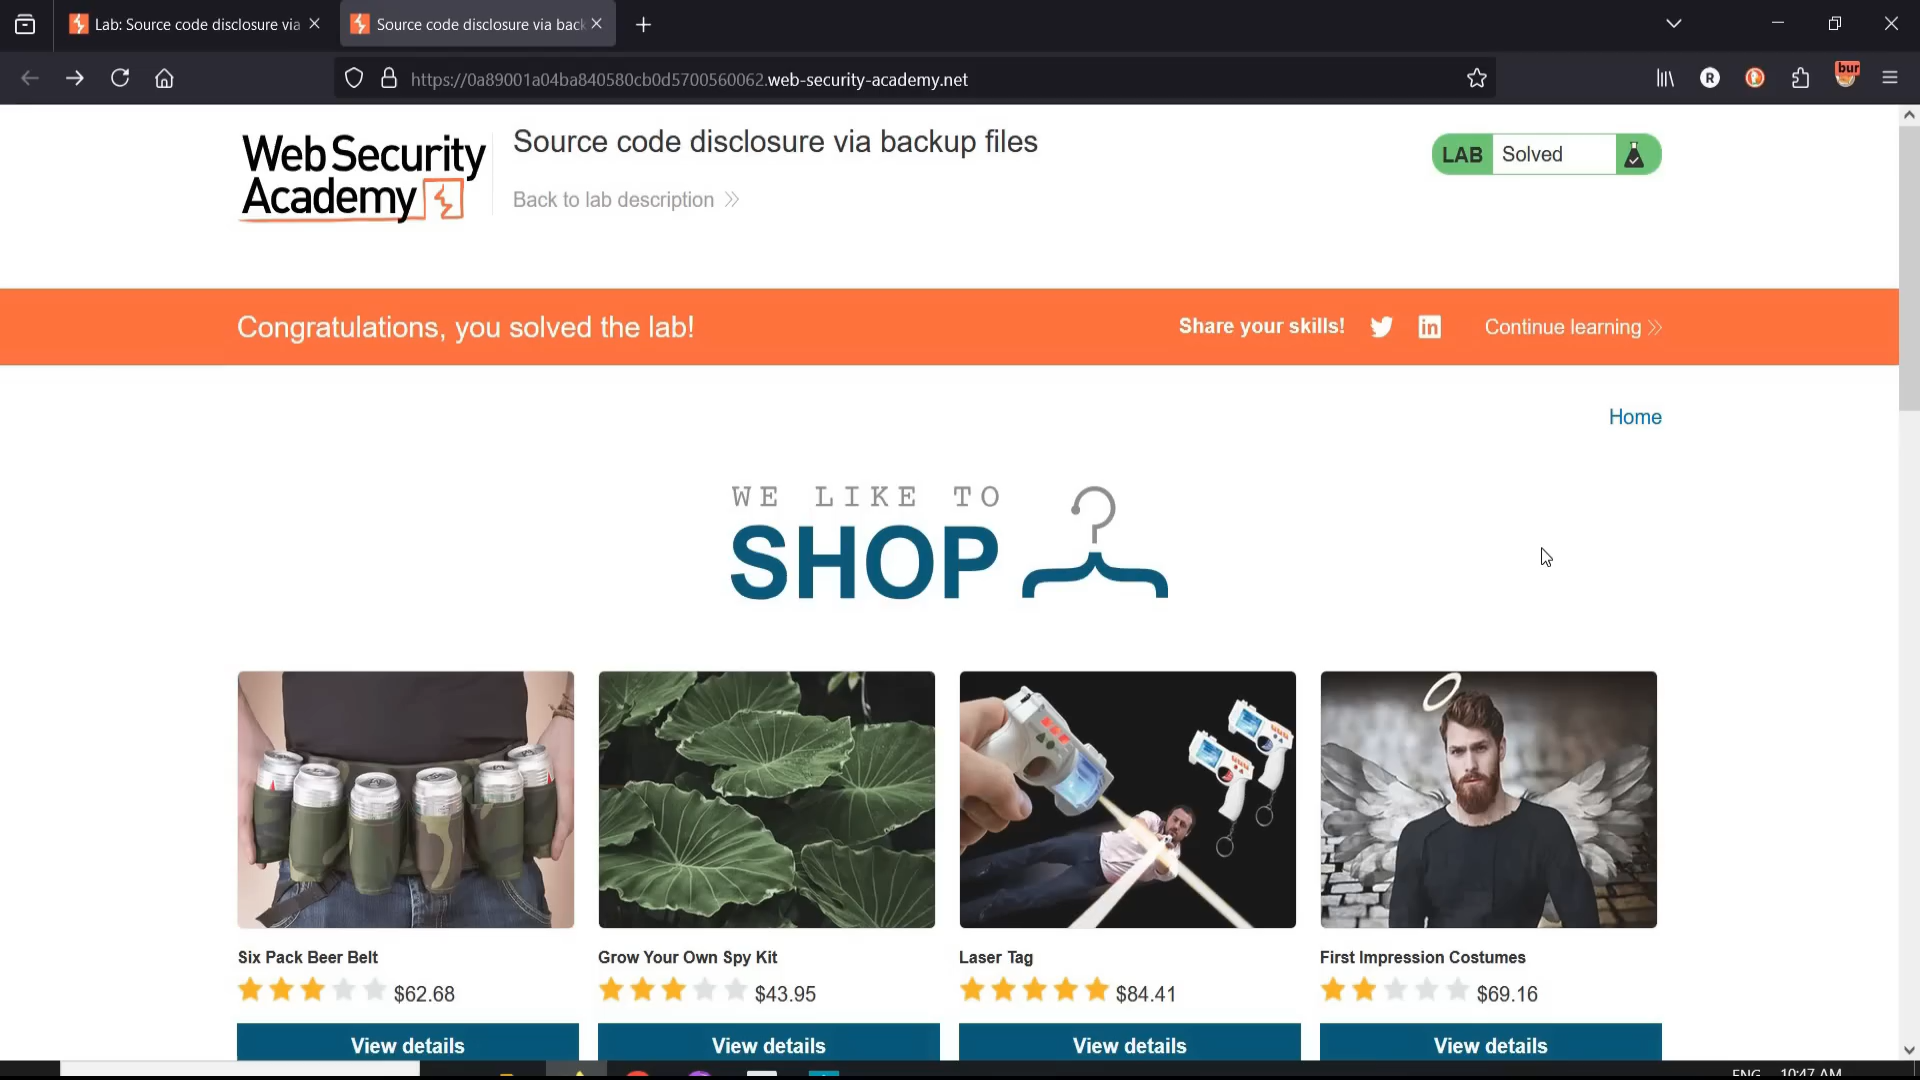 Lab: Source code disclosure via
Source code disclosure via back
https://0a89001a04ba840580cb0d5700560062.web-security-academy.net
R
bur
Web Security
Academy
Source code disclosure via backup files
Back to lab description
LAB Solved
Congratulations, you solved the lab!
Share your skills!
in
Continue learning
Home
WE LIKE TO
SHOP
Six Pack Beer Belt
$62.68
View details
Grow Your Own Spy Kit
$43.95
View details
Laser Tag
$84.41
View details
First Impression Costumes
$69.16
View details
ENG 10:47 AM